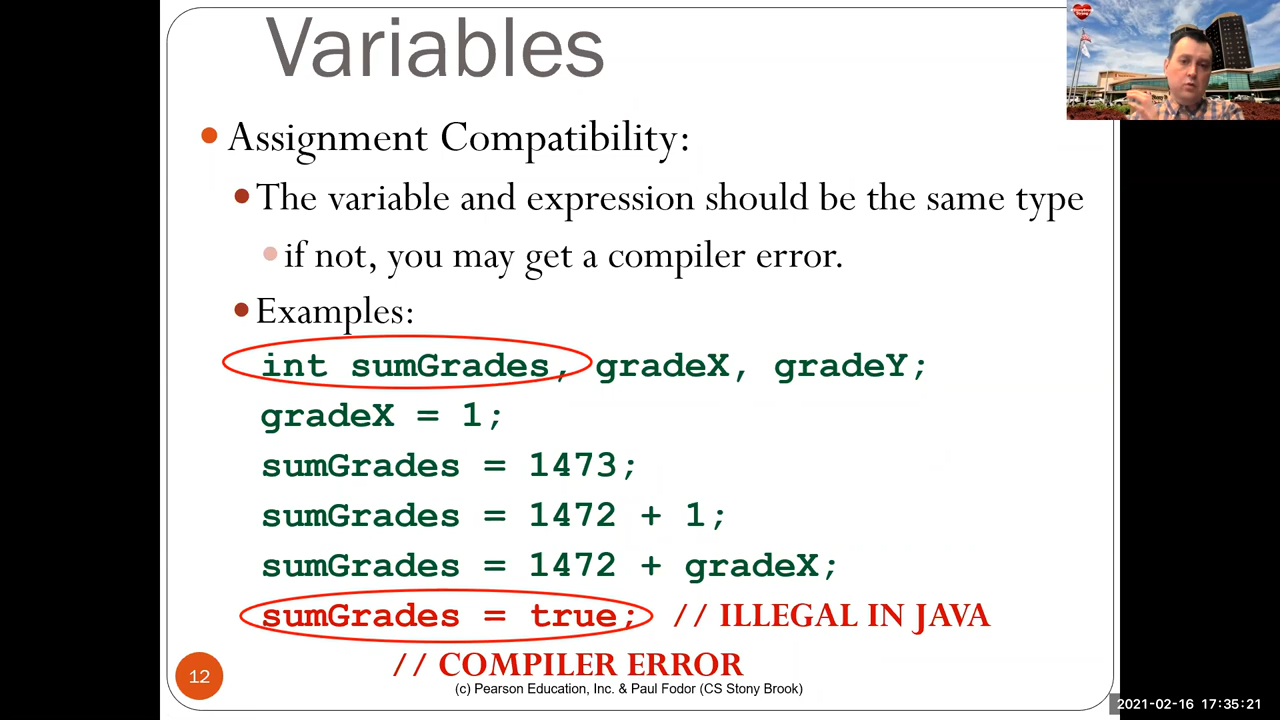 Variables
Assignment Compatibility:
The variable and expression should be the same type
if not, you may get a compiler error.
Examples:
int sumGrades, gradeX, gradeY;
gradeX = 1;
sumGrades = 1473;
sumGrades = 1472 + 1;
sumGrades = 1472 + gradeX;
sumGrades = true; // ILLEGAL IN JAVA
// COMPILER ERROR
12
(c) Pearson Education, Inc. & Paul Fodor (CS Stony Brook)
2021-02-16 17:35:21